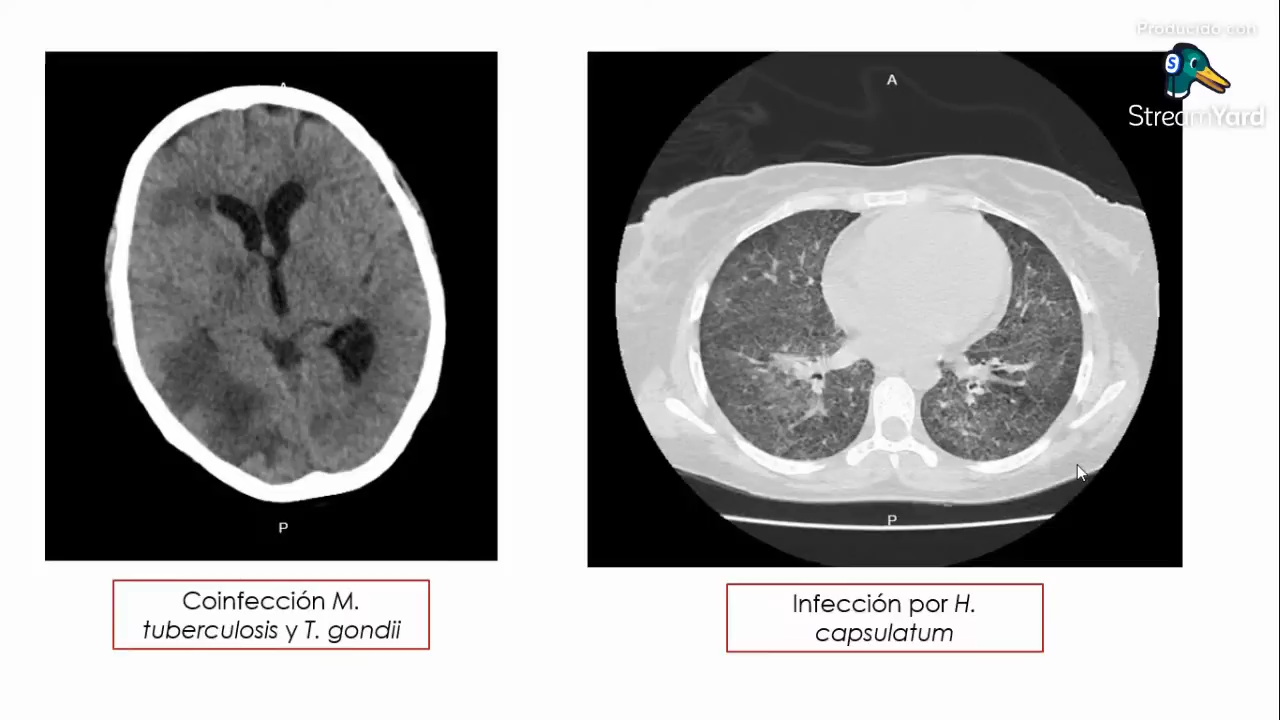 Producido con
StreamYard
A
A
P
P
Coinfección M.
tuberculosis y T. gondii
Infección por H.
capsulatum